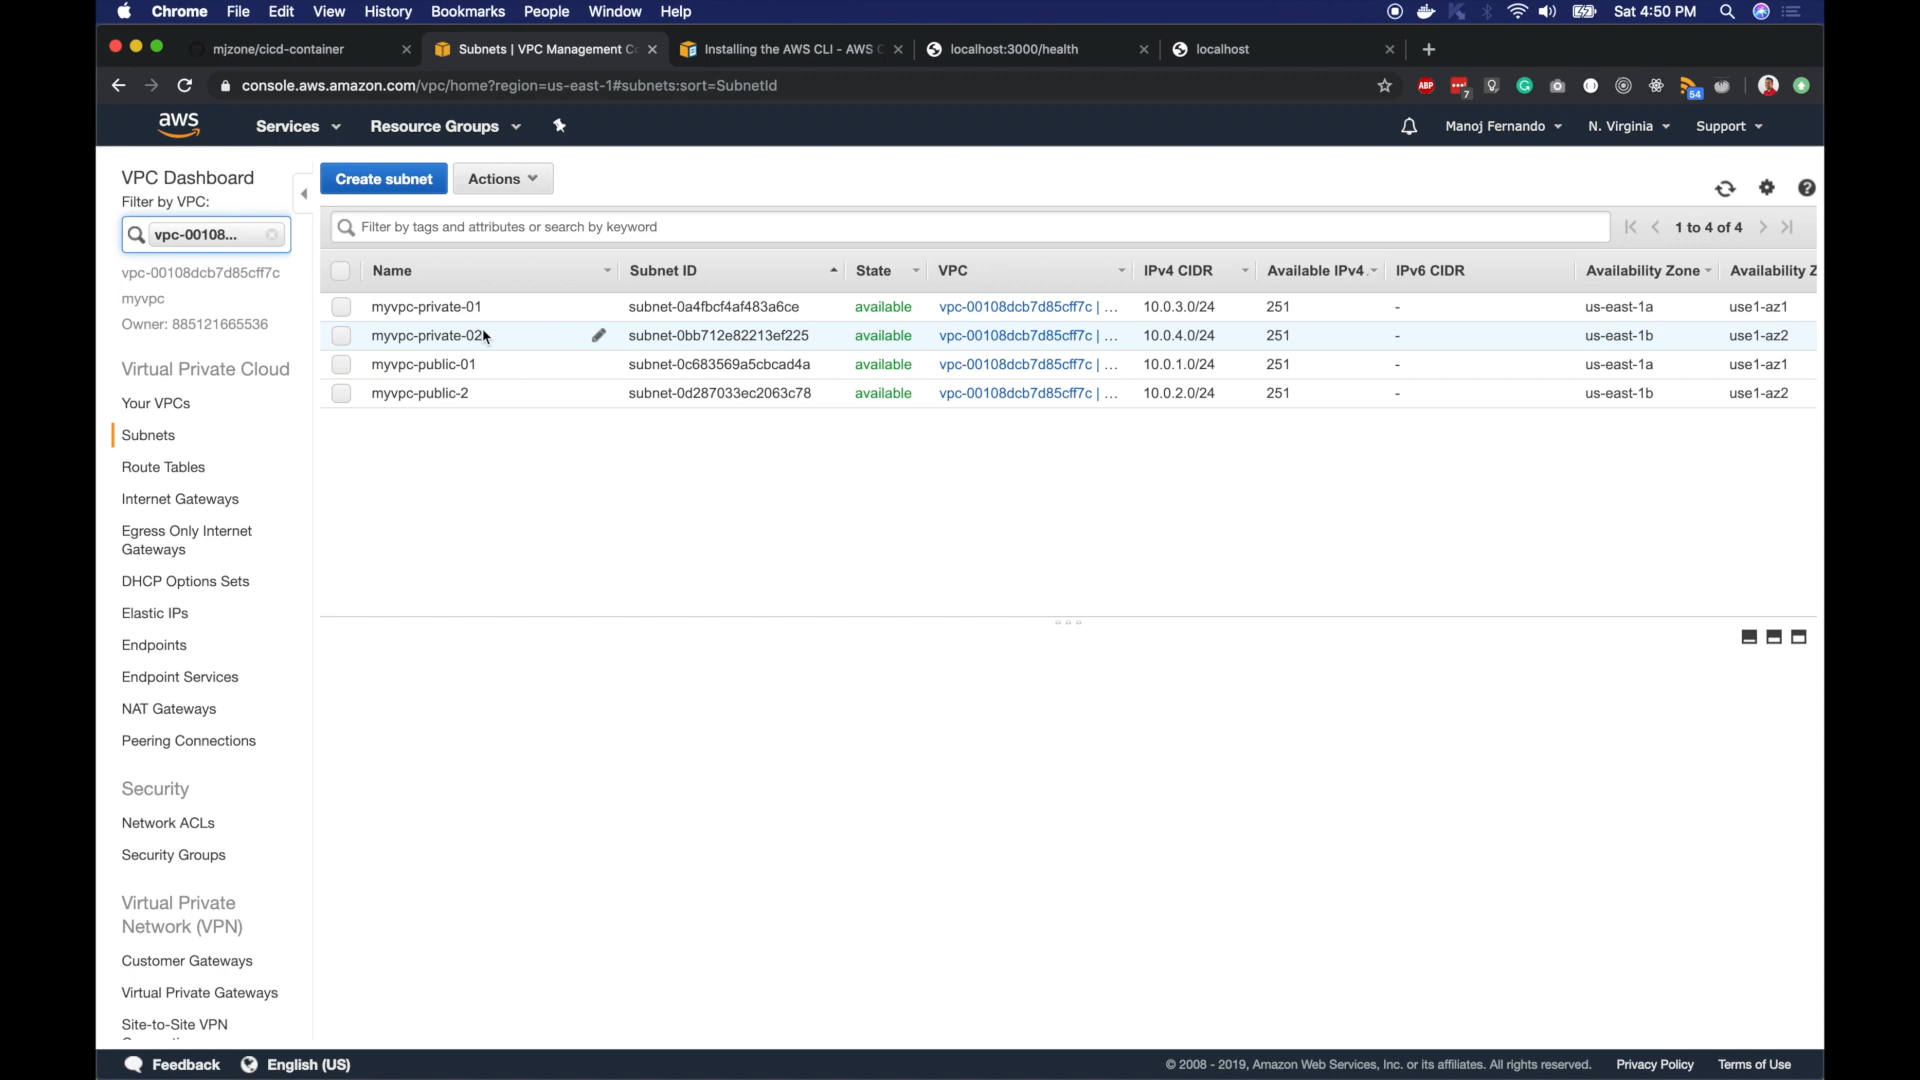 Chrome File Edit View History Bookmarks People Window Help Sat 4:50 PM
mjzone/cicd-container Subnets | VPC Management Co Installing the AWS CLI - AWS C localhost:3000/health localhost
console.aws.amazon.com/vpc/home?region=us-east-1#subnets:sort=SubnetId ABP 7 54
aws Services Resource Groups Manoj Fernando N. Virginia Support
VPC Dashboard
Filter by VPC:
vpc-00108...
vpc-00108dcb7d85cff7c
myvpc
Owner: 885121665536
Virtual Private Cloud
Your VPCs
Subnets
Route Tables
Internet Gateways
Egress Only Internet
Gateways
DHCP Options Sets
Elastic IPs
Endpoints
Endpoint Services
NAT Gateways
Peering Connections
Security
Network ACLs
Security Groups
Virtual Private
Network (VPN)
Customer Gateways
Virtual Private Gateways
Site-to-Site VPN
Create subnet Actions
Filter by tags and attributes or search by keyword 1 to 4 of 4
Name Subnet ID State VPC IPv4 CIDR Available IPv4 IPv6 CIDR Availability Zone Availability Z
myvpc-private-01 subnet-0a4fbcf4af483a6ce available vpc-00108dcb7d85cff7c | ... 10.0.3.0/24 251 - us-east-1a use1-az1
myvpc-private-02 subnet-0bb712e82213ef225 available vpc-00108dcb7d85cff7c | ... 10.0.4.0/24 251 - us-east-1b use1-az2
myvpc-public-01 subnet-0c683569a5cbcad4a available vpc-00108dcb7d85cff7c | ... 10.0.1.0/24 251 - us-east-1a use1-az1
myvpc-public-2 subnet-0d287033ec2063c78 available vpc-00108dcb7d85cff7c | ... 10.0.2.0/24 251 - us-east-1b use1-az2
Feedback English (US) © 2008 - 2019, Amazon Web Services, Inc. or its affiliates. All rights reserved. Privacy Policy Terms of Use